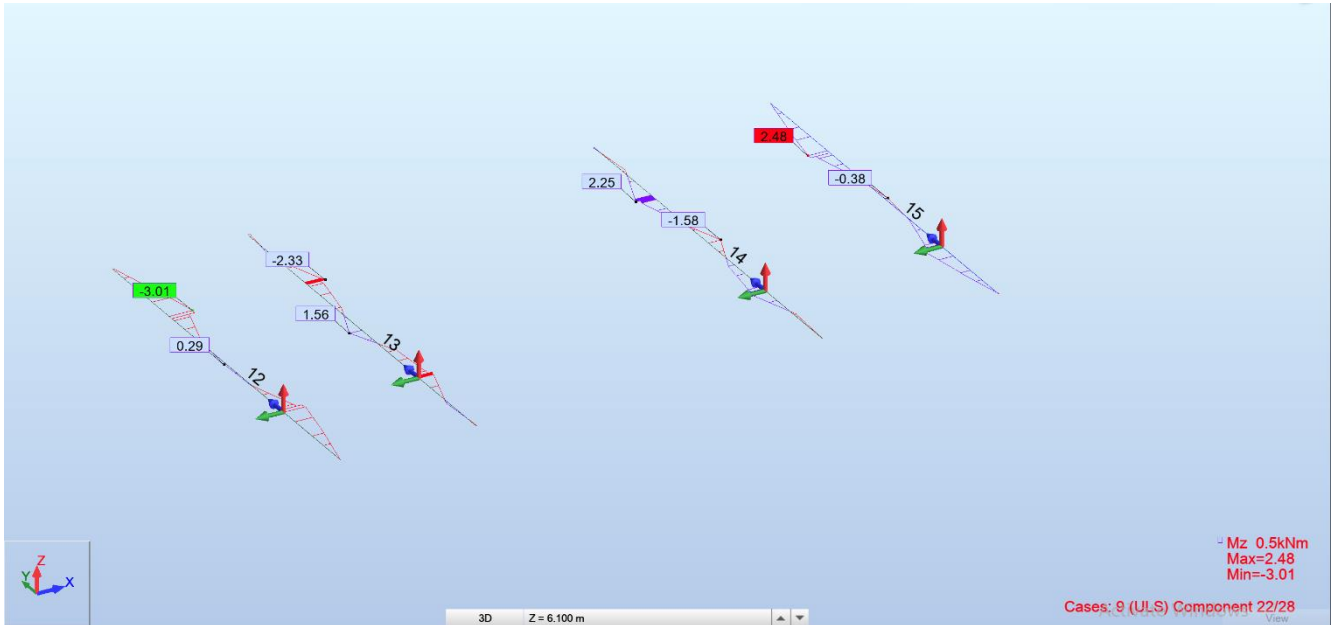 2.48
-0.38
15
2.25
-1.58
14
-2.33
1.56
13
-3.01
0.29
12
Mz 0.5kNm
Max=2.48
Min=-3.01
Cases: 9 (ULS) Component 22/28
Activate Windows
View
Z
Y
X
3D Z = 6.100 m